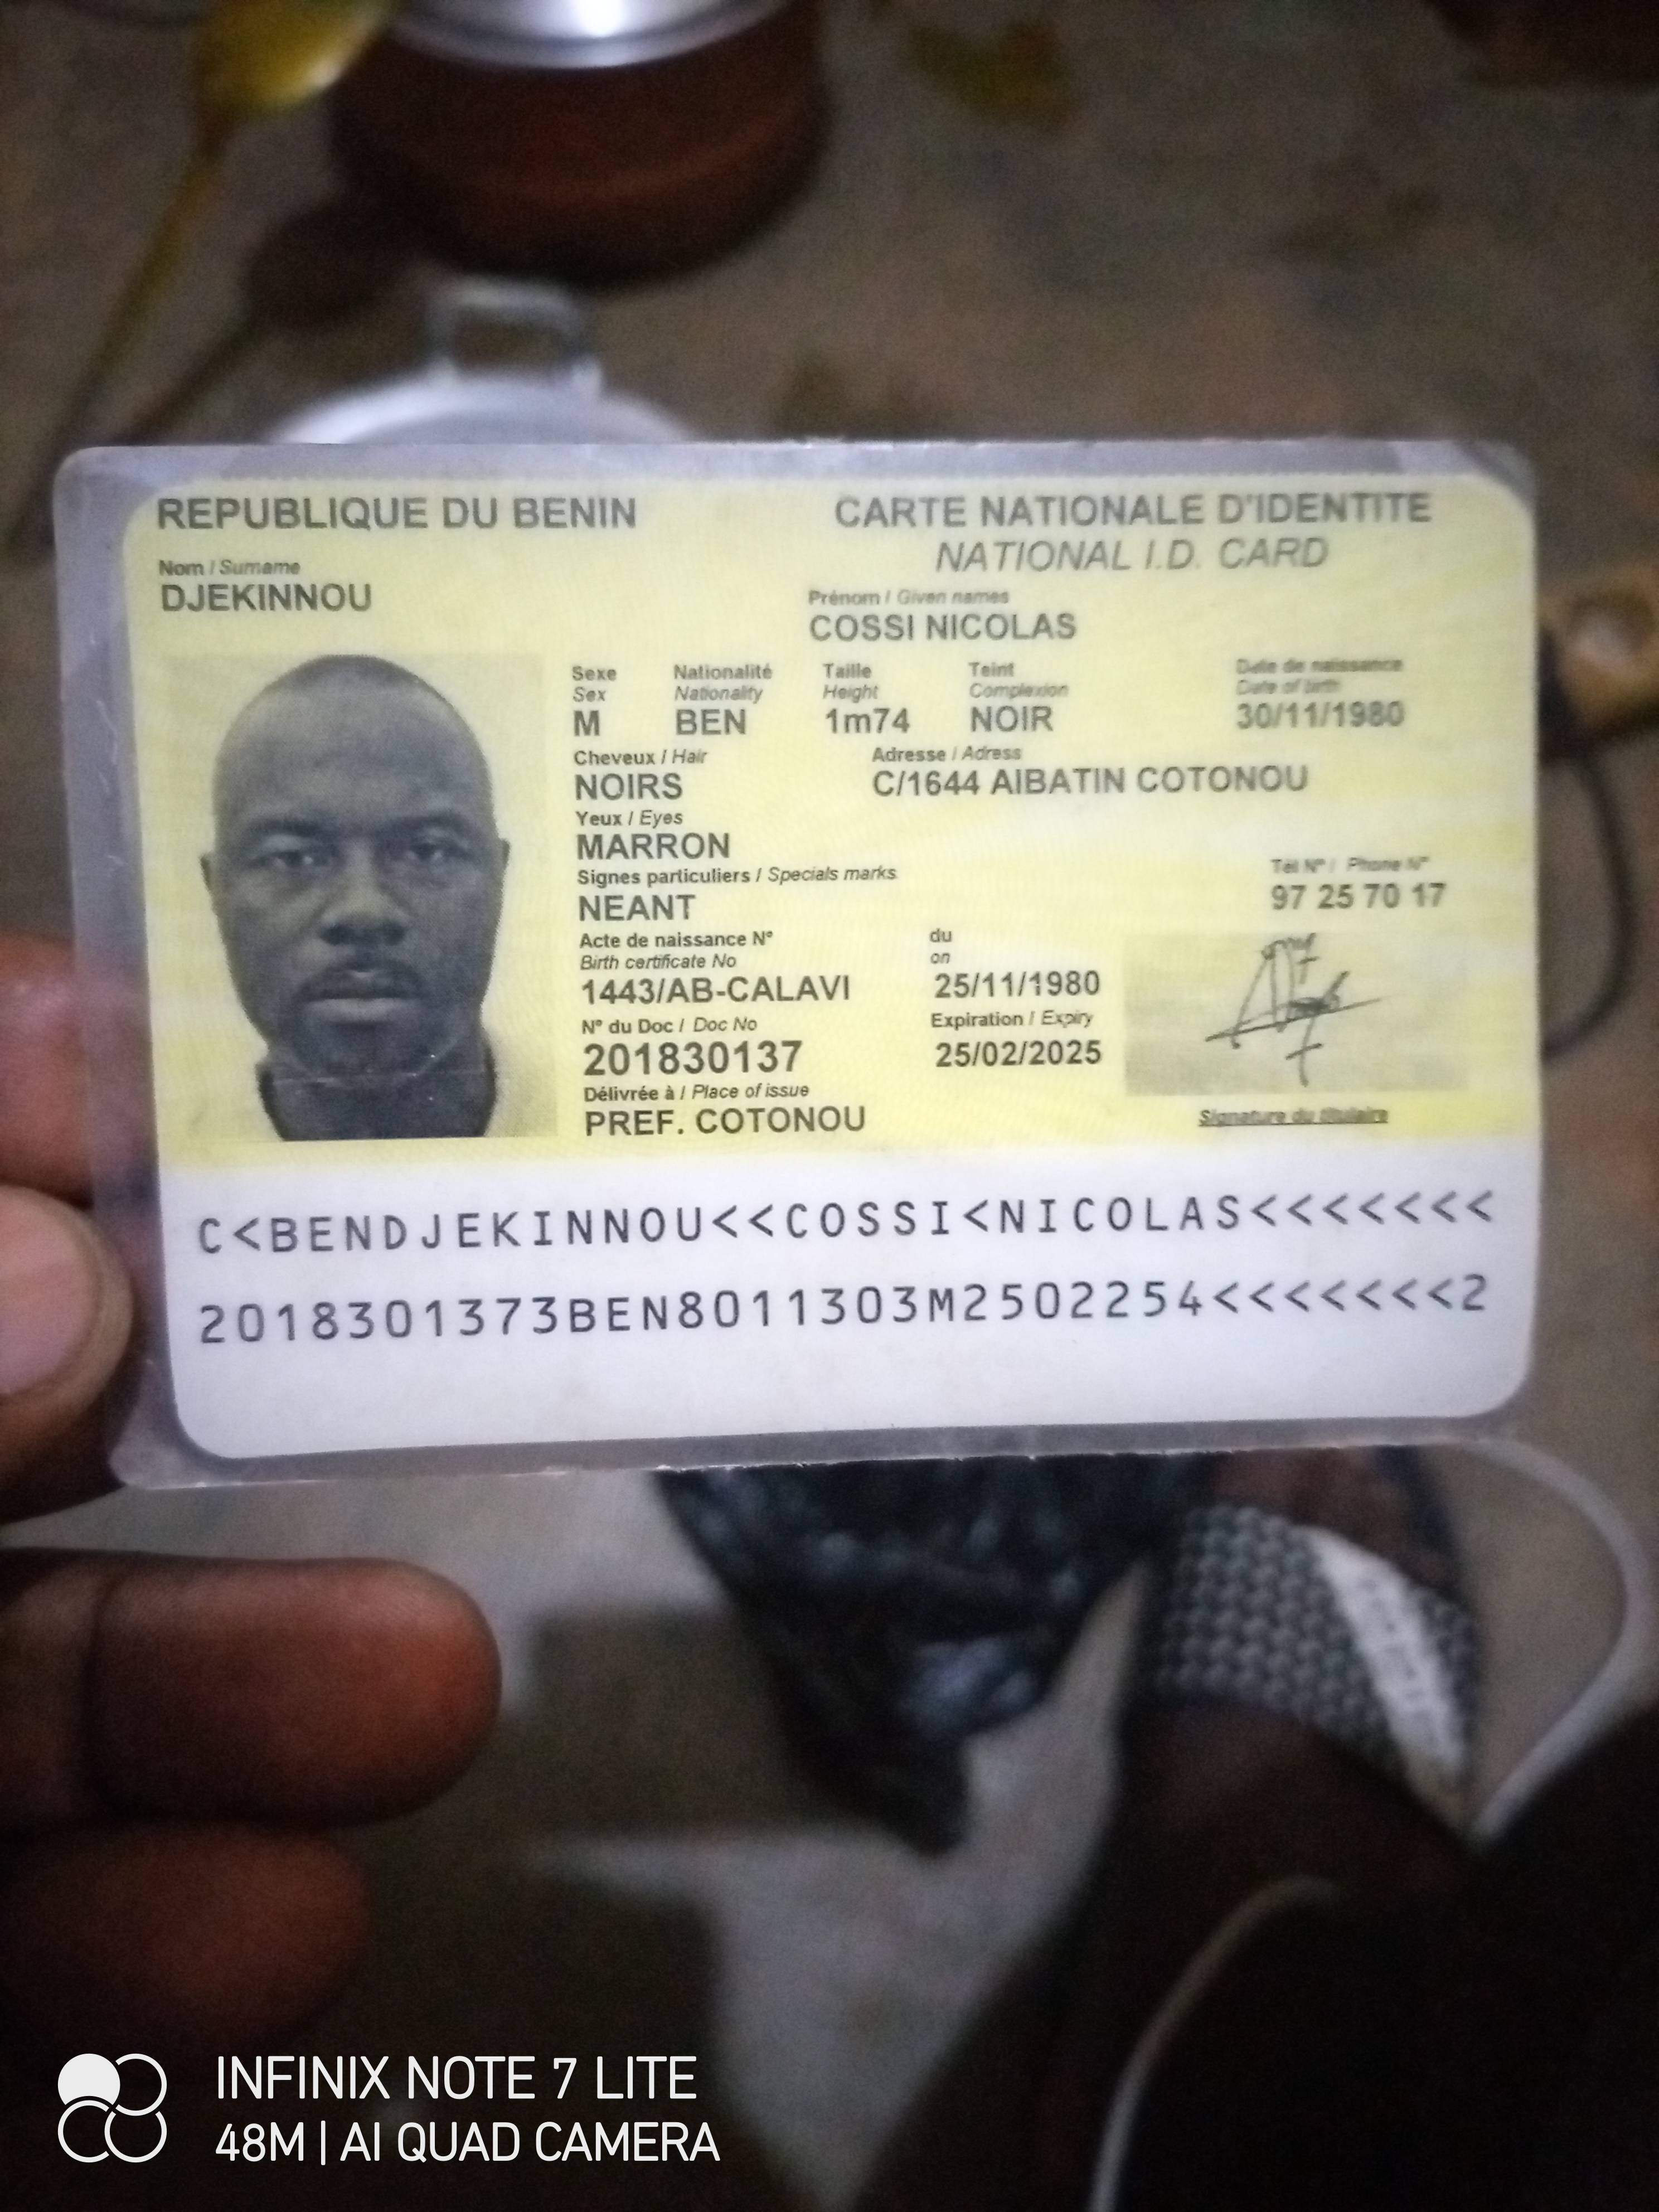 REPUBLIQUE DU BENIN
CARTE NATIONALE D'IDENTITE
NATIONAL I.D. CARD
Nom / Surname
DJEKINNOU
Prénom / Given names
COSSI NICOLAS
Sexe Nationalité Taille Teint Date de naissance
Sex Nationality Height Complexion Date of birth
M BEN 1m74 NOIR 30/11/1980
Cheveux / Hair Adresse / Adress
NOIRS C/1644 AIBATIN COTONOU
Yeux / Eyes
MARRON
Signes particuliers / Specials marks Tél N° / Phone N°
NEANT 97 25 70 17
Acte de naissance N° du
Birth certificate No on
1443/AB-CALAVI 25/11/1980
N° du Doc / Doc No Expiration / Expiry
201830137 25/02/2025
Délivrée à / Place of issue
PREF. COTONOU
Signature du titulaire
C<BENDJEKINNOU<<COSSI<NICOLAS<<<<<<<
2018301373BEN8011303M2502254<<<<<<<2
INFINIX NOTE 7 LITE
48M | AI QUAD CAMERA